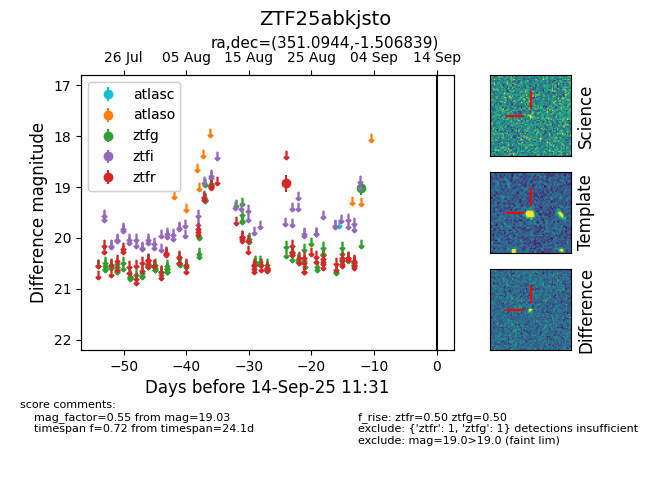 ZTF25abkjsto
ra,dec=(351.0944,-1.506839)
26 Jul 05 Aug 15 Aug 25 Aug 04 Sep 14 Sep
atlasc
atlaso
ztfg
ztfi
ztfr
17
18
19
20
21
22
Difference magnitude
−50 −40 −30 −20 −10 0
Days before 14-Sep-25 11:31
Science
Template
Difference
score comments:
mag_factor=0.55 from mag=19.03
timespan f=0.72 from timespan=24.1d
f_rise: ztfr=0.50 ztfg=0.50
exclude: {'ztfr': 1, 'ztfg': 1} detections insufficient
exclude: mag=19.0>19.0 (faint lim)